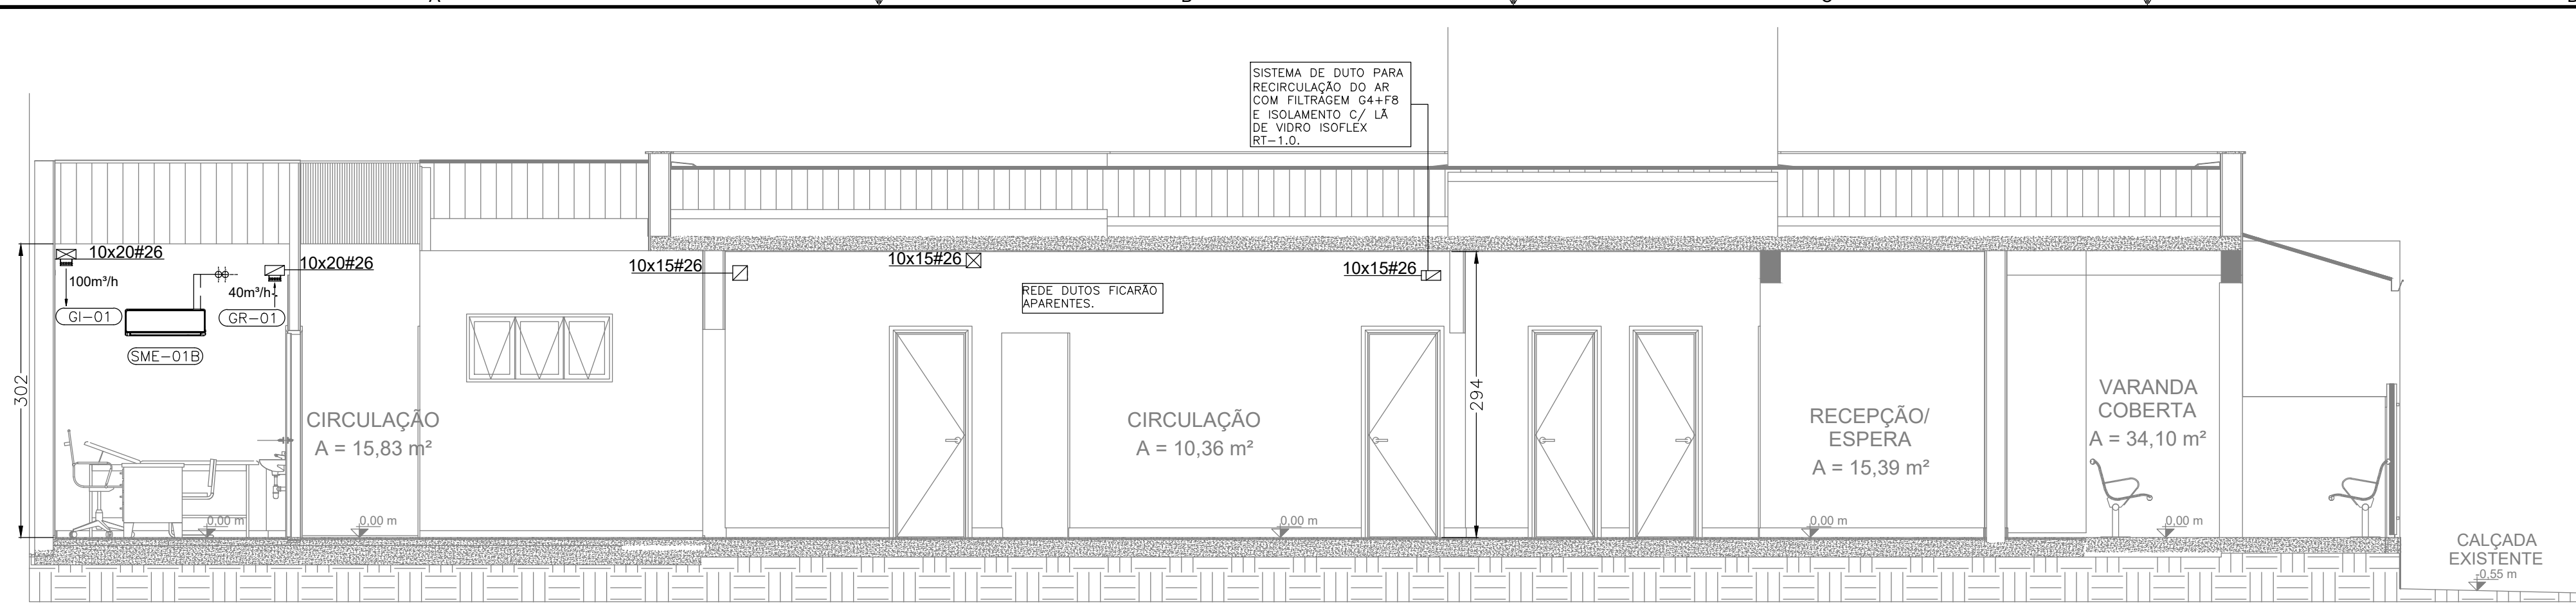 SISTEMA DE DUTO PARA
RECIRCULAÇÃO DO AR
COM FILTRAGEM G4+F8
E ISOLAMENTO C/ LÃ
DE VIDRO ISOFLEX
RT-1.0.
10x20#26
100m³/h
GI-01
SME-01B
10x20#26
40m³/h
GR-01
10x15#26
10x15#26
REDE DUTOS FICARÃO
APARENTES.
10x15#26
302
294
CIRCULAÇÃO
A = 15,83 m²
CIRCULAÇÃO
A = 10,36 m²
RECEPÇÃO/
ESPERA
A = 15,39 m²
VARANDA
COBERTA
A = 34,10 m²
0,00 m
0,00 m
0,00 m
0,00 m
0,00 m
CALÇADA
EXISTENTE
-0,55 m